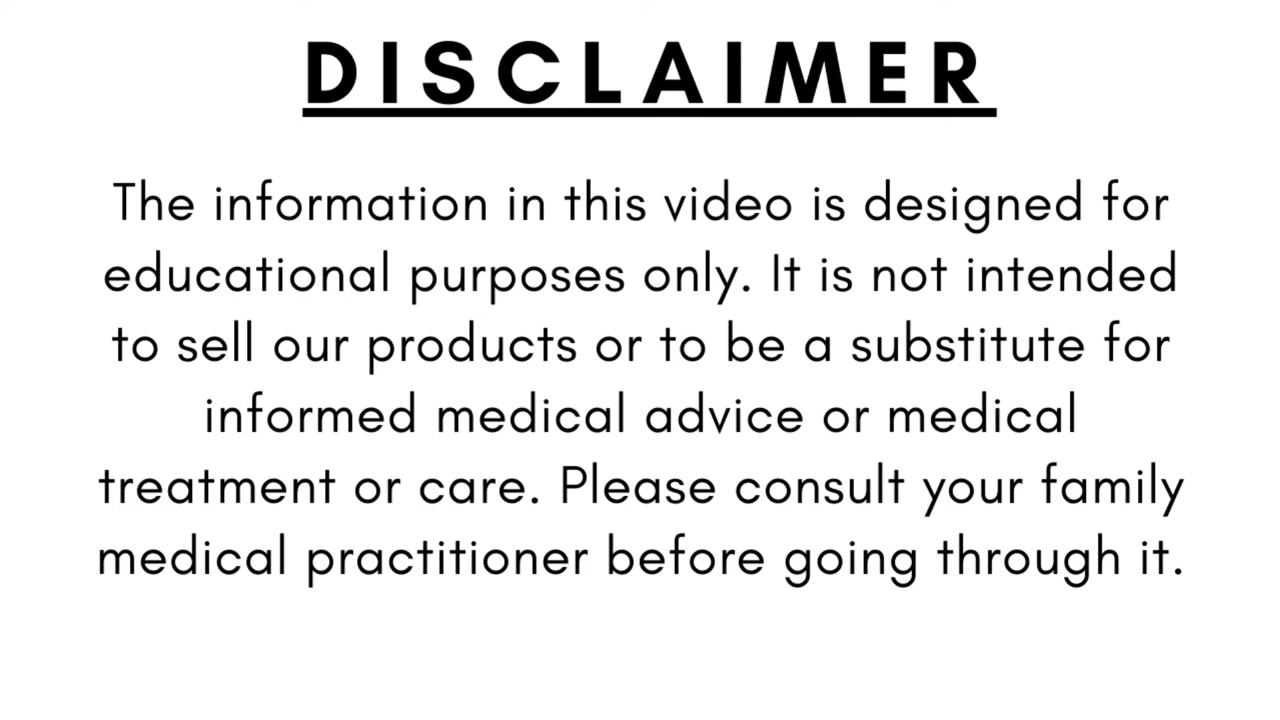 DISCLAIMER
The information in this video is designed for
educational purposes only. It is not intended
to sell our products or to be a substitute for
informed medical advice or medical
treatment or care. Please consult your family
medical practitioner before going through it.